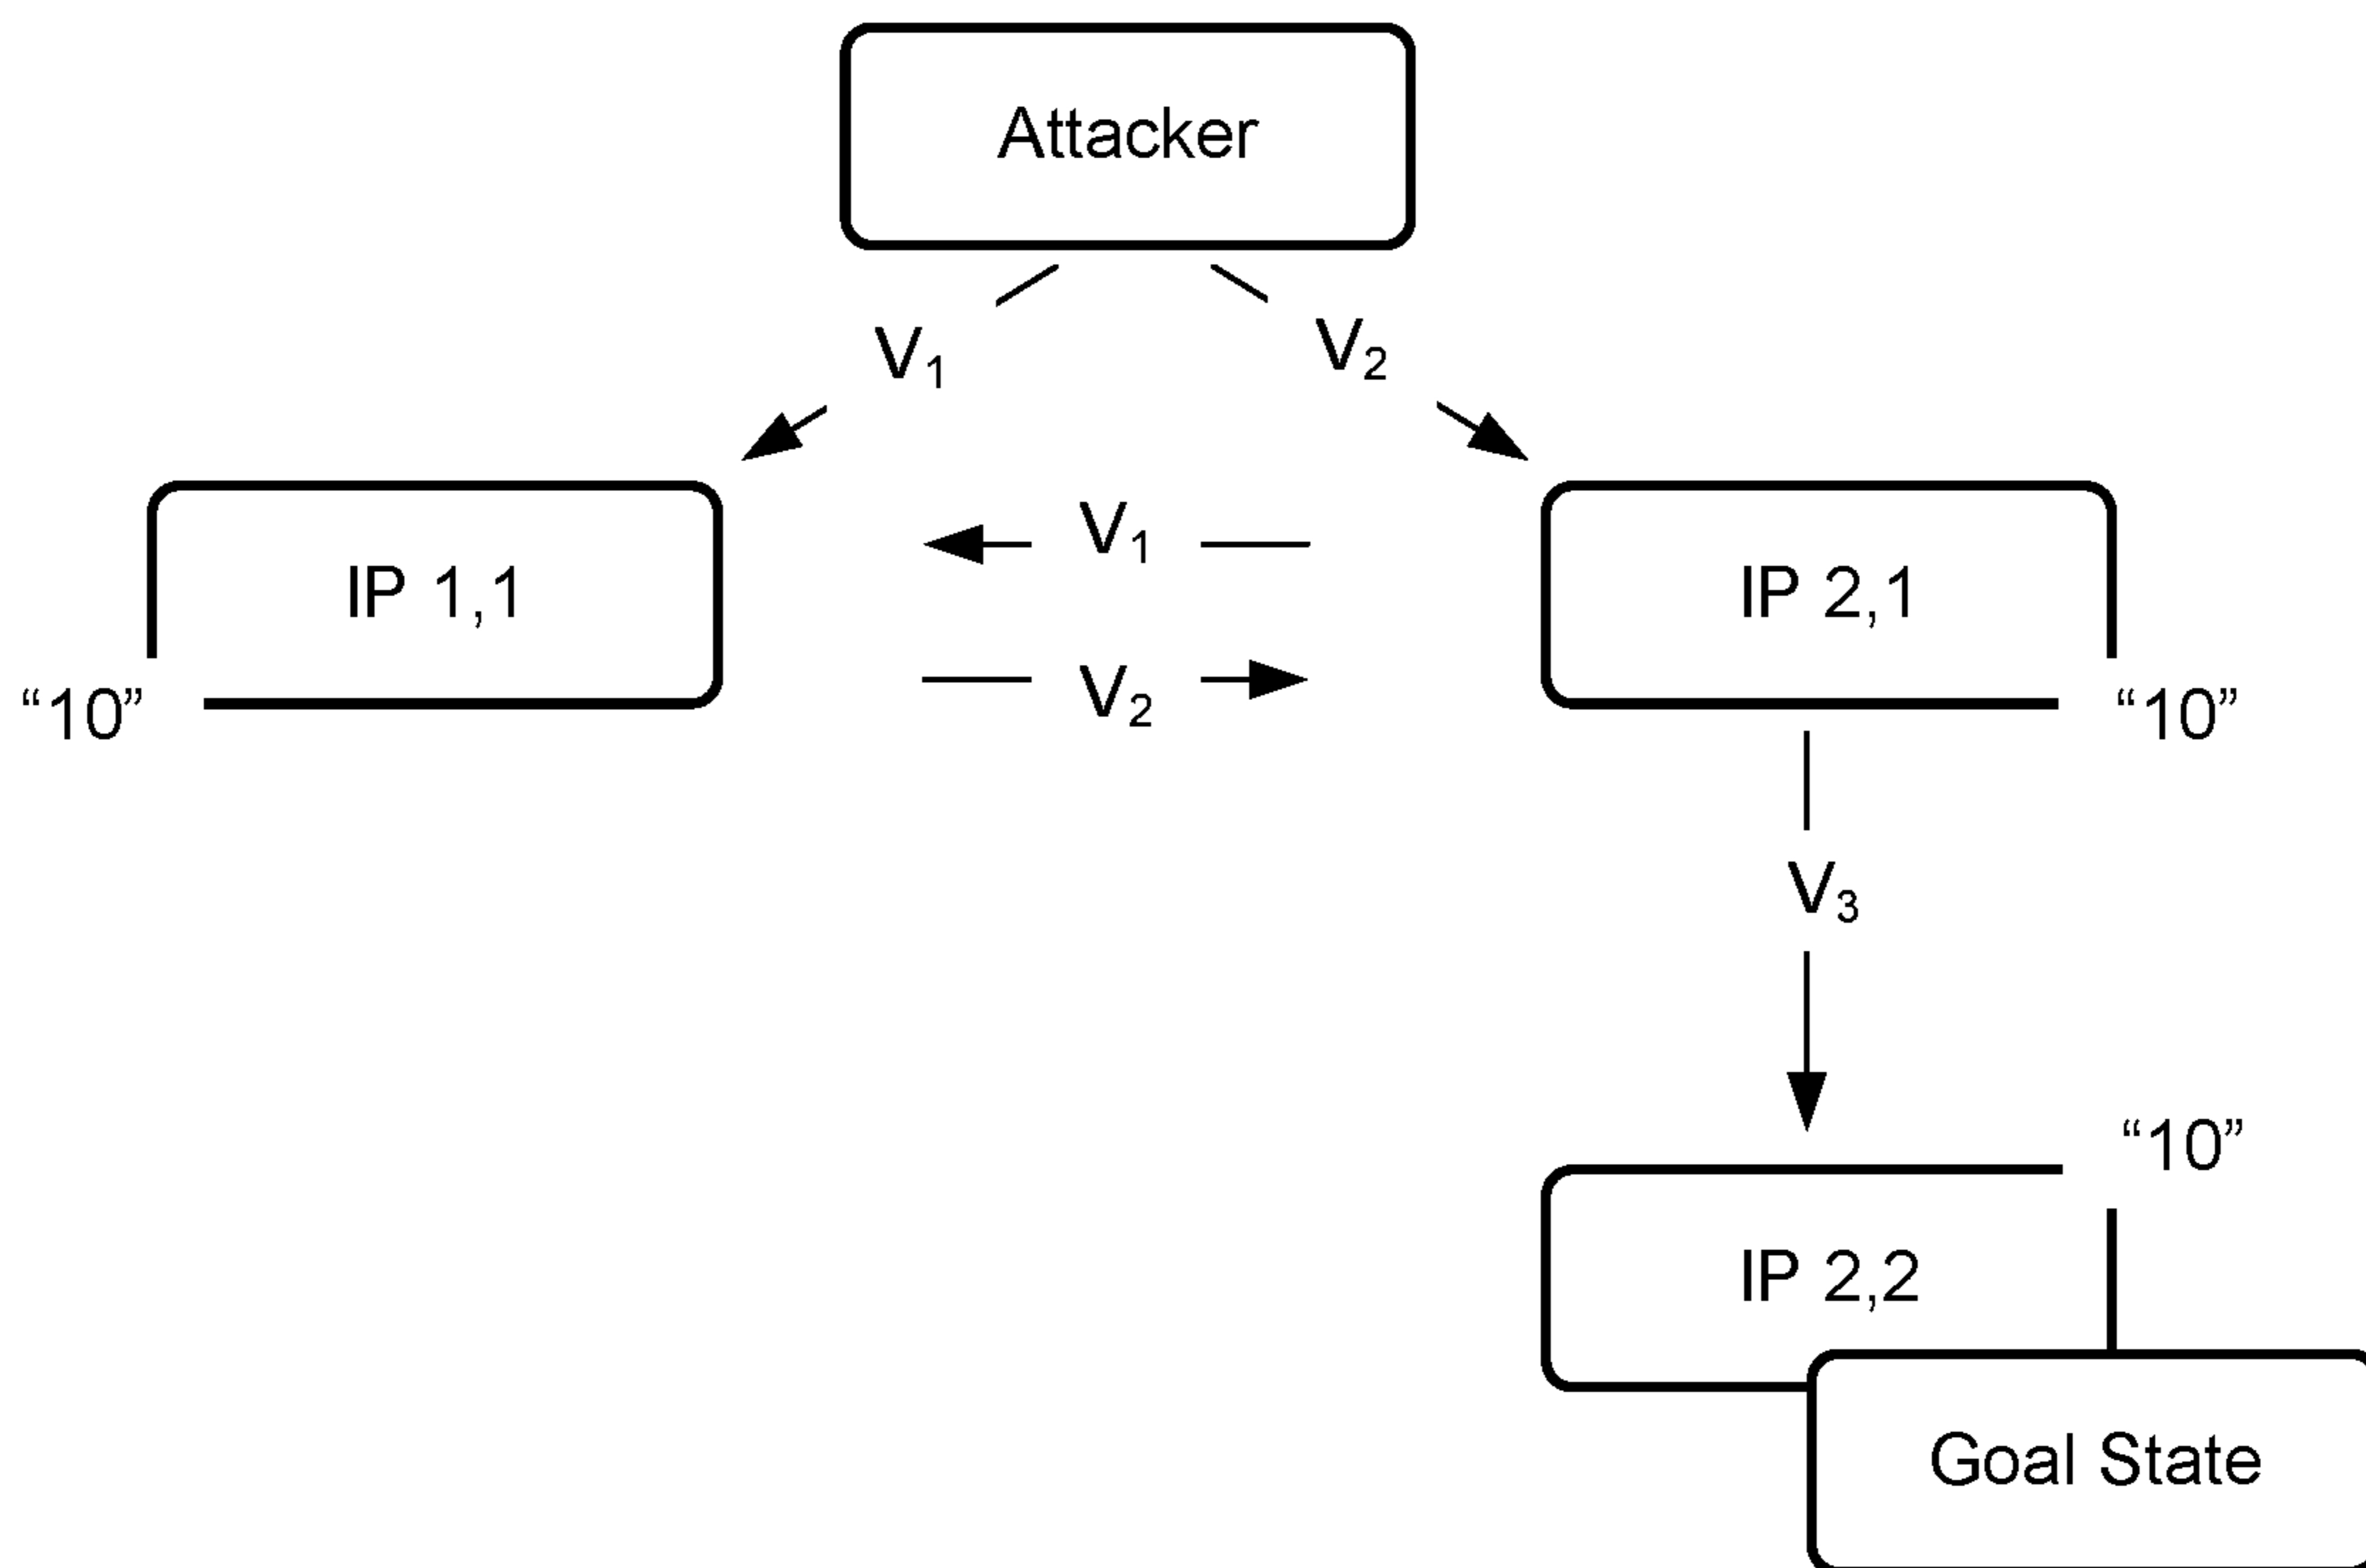 Attacker
V₁
V₂
V₁
IP 1,1
IP 2,1
V₂
“10”
“10”
V₃
“10”
IP 2,2
Goal State